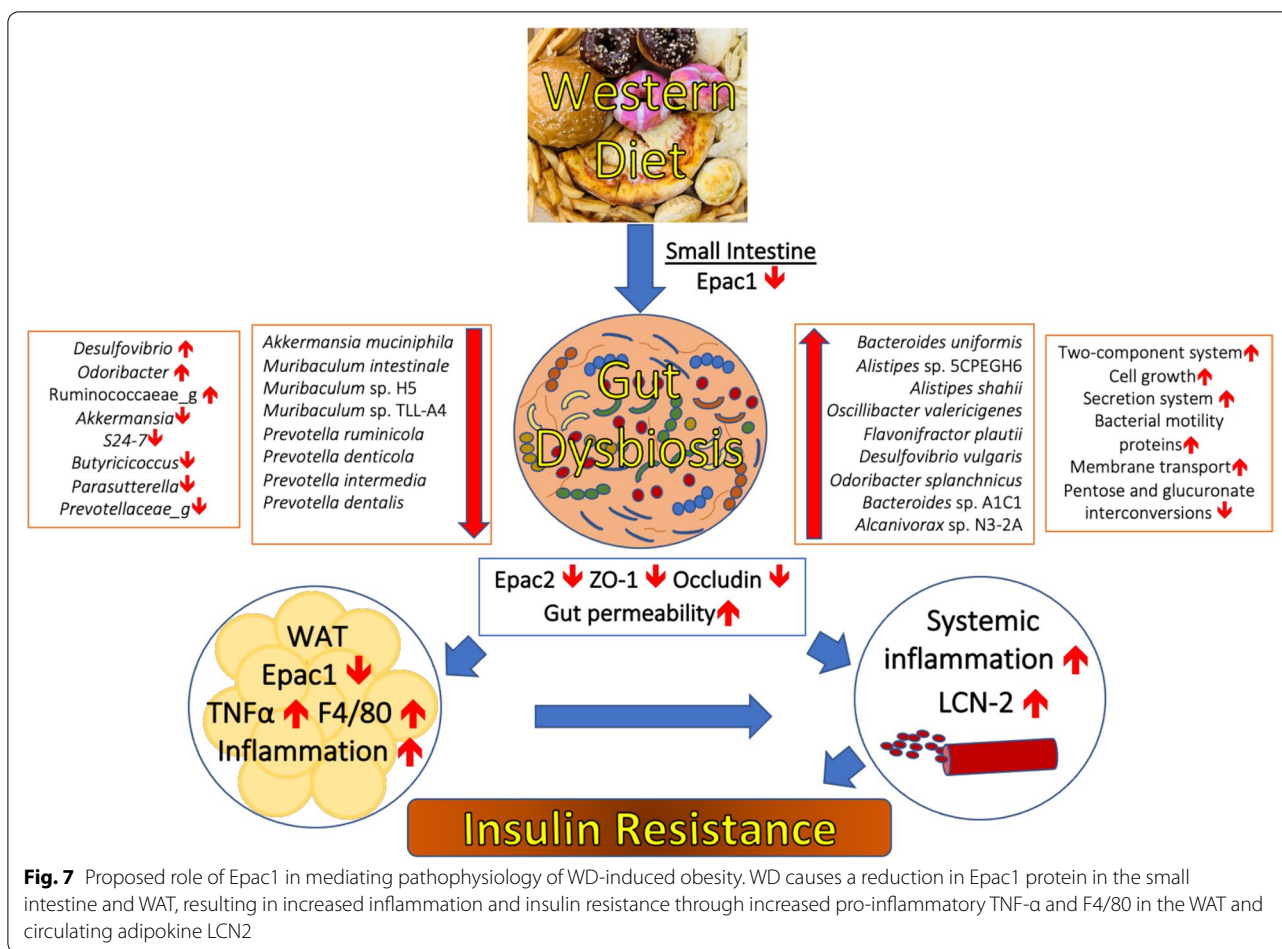 Western
Diet
Small Intestine
Epac1
Desulfovibrio
Odoribacter
Ruminococcaeae_g
Akkermansia
S24-7
Butyricicoccus
Parasutterella
Prevotellaceae_g
Akkermansia muciniphila
Muribaculum intestinale
Muribaculum sp. H5
Muribaculum sp. TLL-A4
Prevotella ruminicola
Prevotella denticola
Prevotella intermedia
Prevotella dentalis
Gut
Dysbiosis
Bacteroides uniformis
Alistipes sp. 5CPEGH6
Alistipes shahii
Oscillibacter valericigenes
Flavonifractor plautii
Desulfovibrio vulgaris
Odoribacter splanchnicus
Bacteroides sp. A1C1
Alcanivorax sp. N3-2A
Two-component system
Cell growth
Secretion system
Bacterial motility
proteins
Membrane transport
Pentose and glucuronate
interconversions
Epac2 ZO-1 Occludin
Gut permeability
WAT
Epac1
TNFα F4/80
Inflammation
Systemic
inflammation
LCN-2
Insulin Resistance
Fig. 7 Proposed role of Epac1 in mediating pathophysiology of WD-induced obesity. WD causes a reduction in Epac1 protein in the small
intestine and WAT, resulting in increased inflammation and insulin resistance through increased pro-inflammatory TNF-α and F4/80 in the WAT and
circulating adipokine LCN2